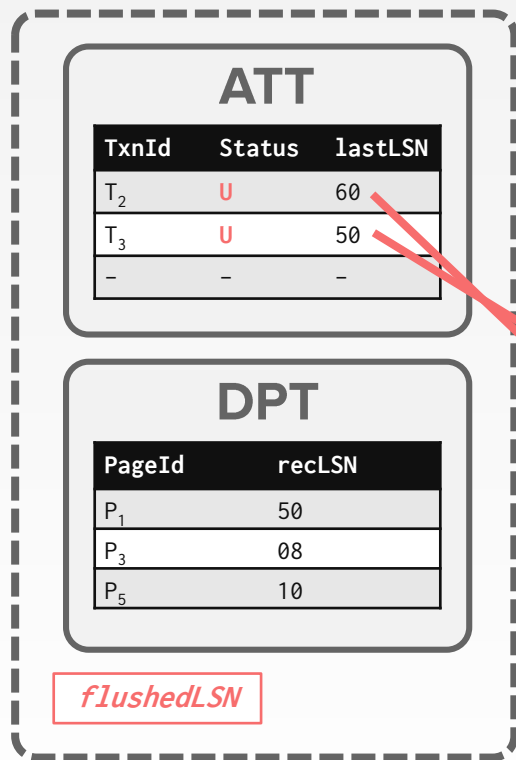 ATT
TxnId Status lastLSN
T2 U 60
T3 U 50
– – –
DPT
PageId recLSN
P1 50
P3 08
P5 10
flushedLSN